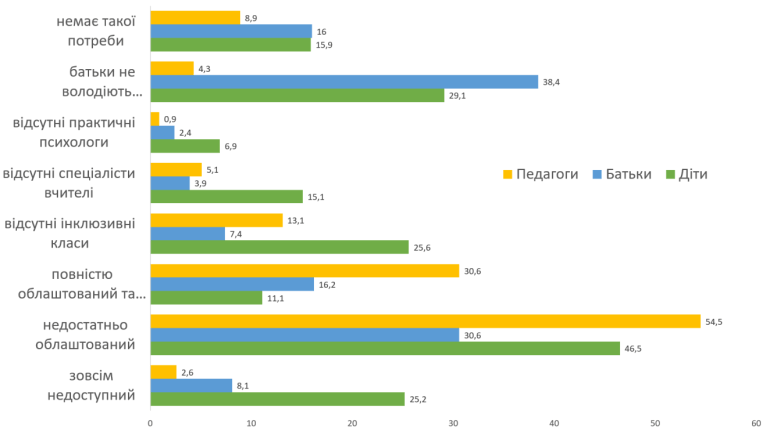 немає такої
потреби
8,9
16
15,9
батьки не
володіють...
4,3
38,4
29,1
відсутні практичні
психологи
0,9
2,4
6,9
відсутні спеціалісти
вчителі
5,1
3,9
15,1
Педагоги Батьки Діти
відсутні інклюзивні
класи
13,1
7,4
25,6
повністю
облаштований та...
30,6
16,2
11,1
недостатньо
облаштований
54,5
30,6
46,5
зовсім
недоступний
2,6
8,1
25,2
0 10 20 30 40 50 60